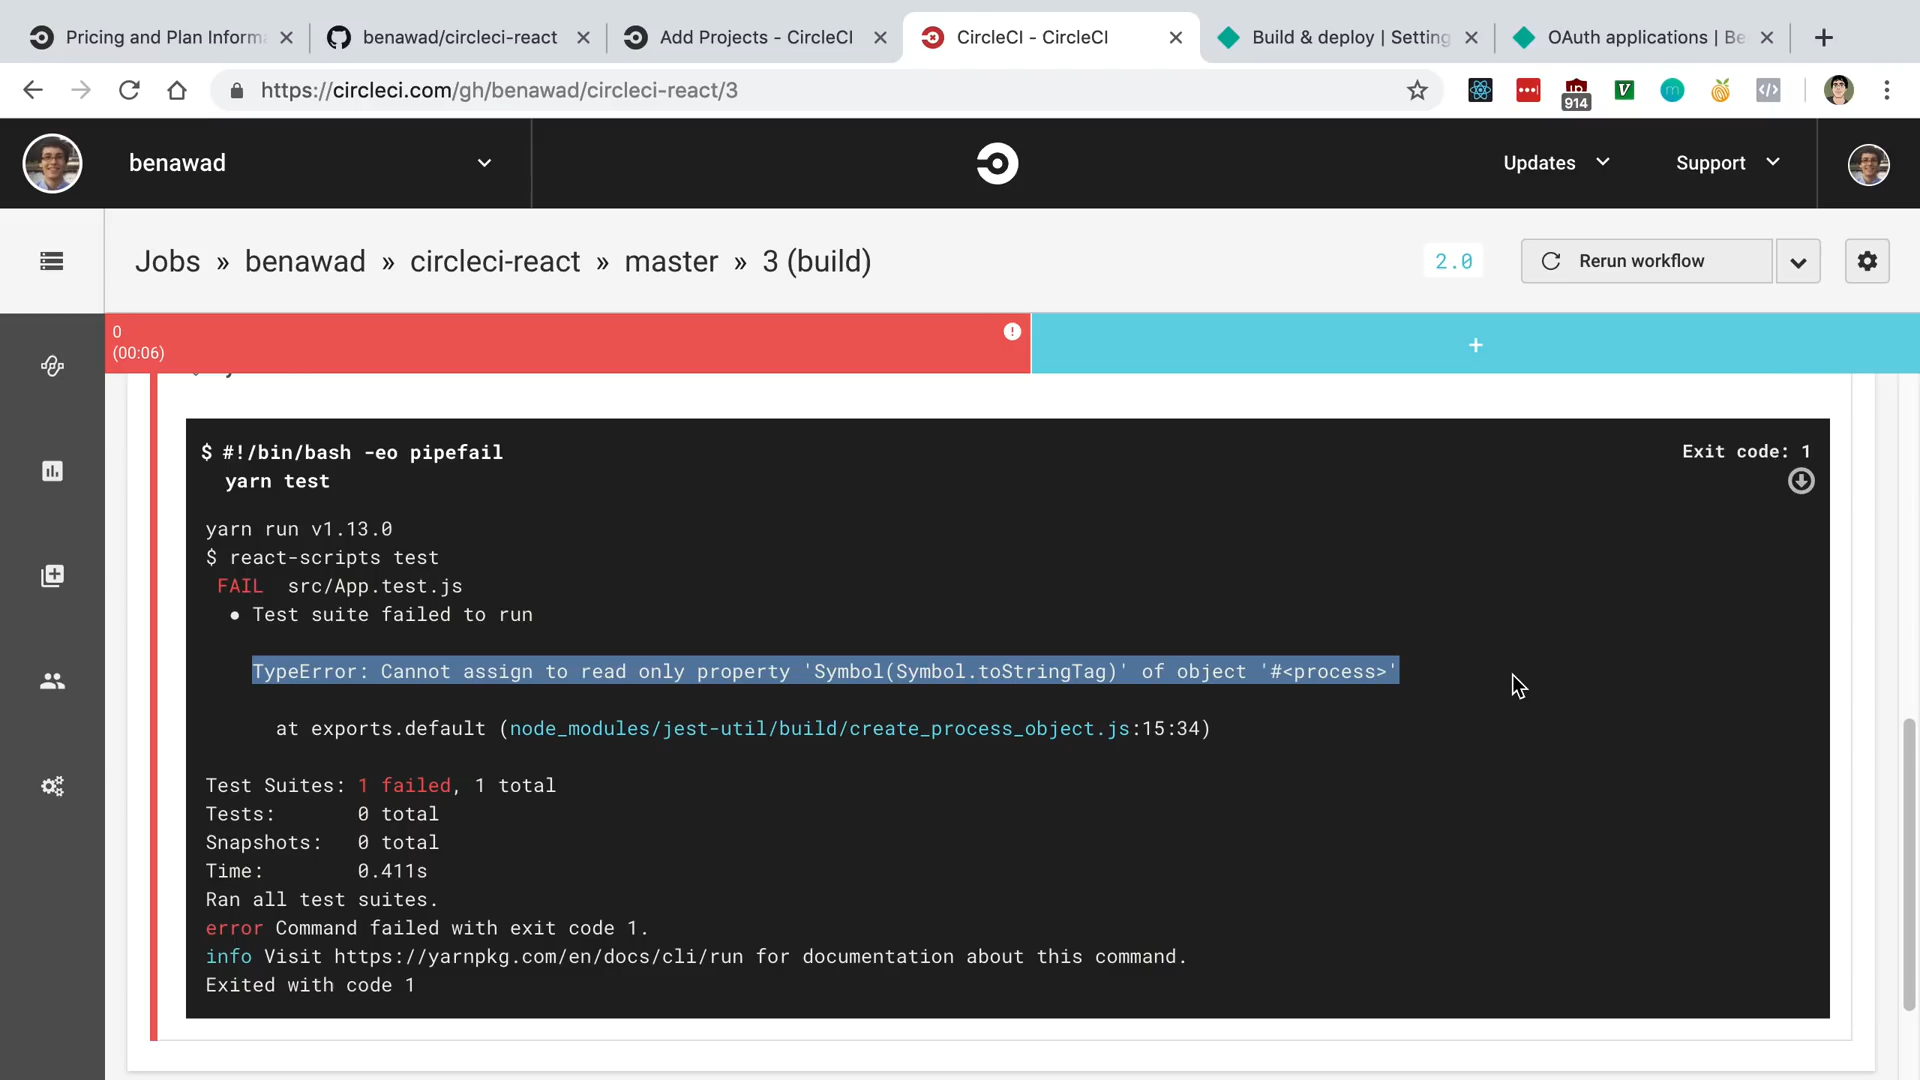 Pricing and Plan Informa
benawad/circleci-react
Add Projects - CircleCI
CircleCI - CircleCI
Build & deploy | Setting
OAuth applications | Be
https://circleci.com/gh/benawad/circleci-react/3
914
benawad
Updates
Support
Jobs » benawad » circleci-react » master » 3 (build)
2.0
Rerun workflow
0
(00:06)
+
$ #!/bin/bash -eo pipefail
Exit code: 1
yarn test
yarn run v1.13.0
$ react-scripts test
FAIL src/App.test.js
● Test suite failed to run
TypeError: Cannot assign to read only property 'Symbol(Symbol.toStringTag)' of object '#<process>'
at exports.default (node_modules/jest-util/build/create_process_object.js:15:34)
Test Suites: 1 failed, 1 total
Tests: 0 total
Snapshots: 0 total
Time: 0.411s
Ran all test suites.
error Command failed with exit code 1.
info Visit https://yarnpkg.com/en/docs/cli/run for documentation about this command.
Exited with code 1